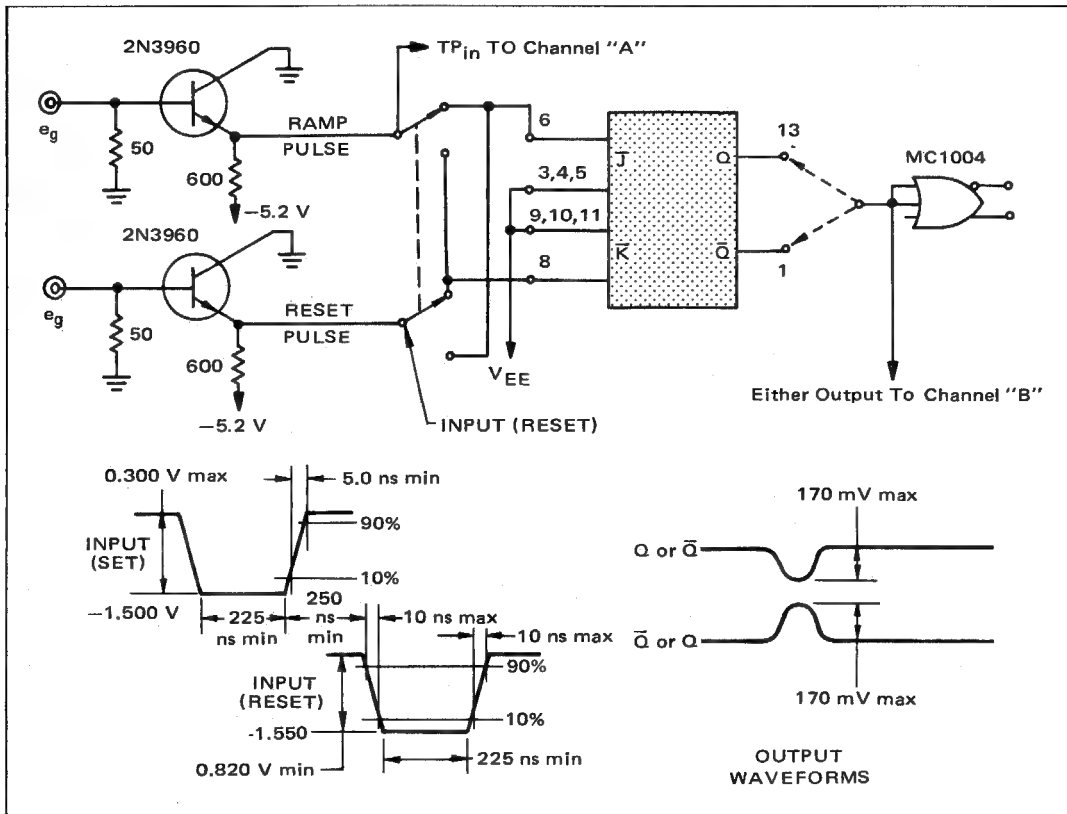 2N3960
TP_in TO Channel "A"
e_g
50
600
−5.2 V
RAMP
PULSE
6
3,4,5
9,10,11
8
J̅
K̅
Q
Q̅
13
1
MC1004
2N3960
e_g
50
600
−5.2 V
RESET
PULSE
V_EE
INPUT (RESET)
Either Output To Channel "B"
0.300 V max
5.0 ns min
90%
INPUT
(SET)
10%
−1.500 V
225
ns min
250
ns
min
10 ns max
10 ns max
90%
INPUT
(RESET)
10%
-1.550
225 ns min
0.820 V min
170 mV max
Q or Q̅
Q̅ or Q
170 mV max
OUTPUT
WAVEFORMS